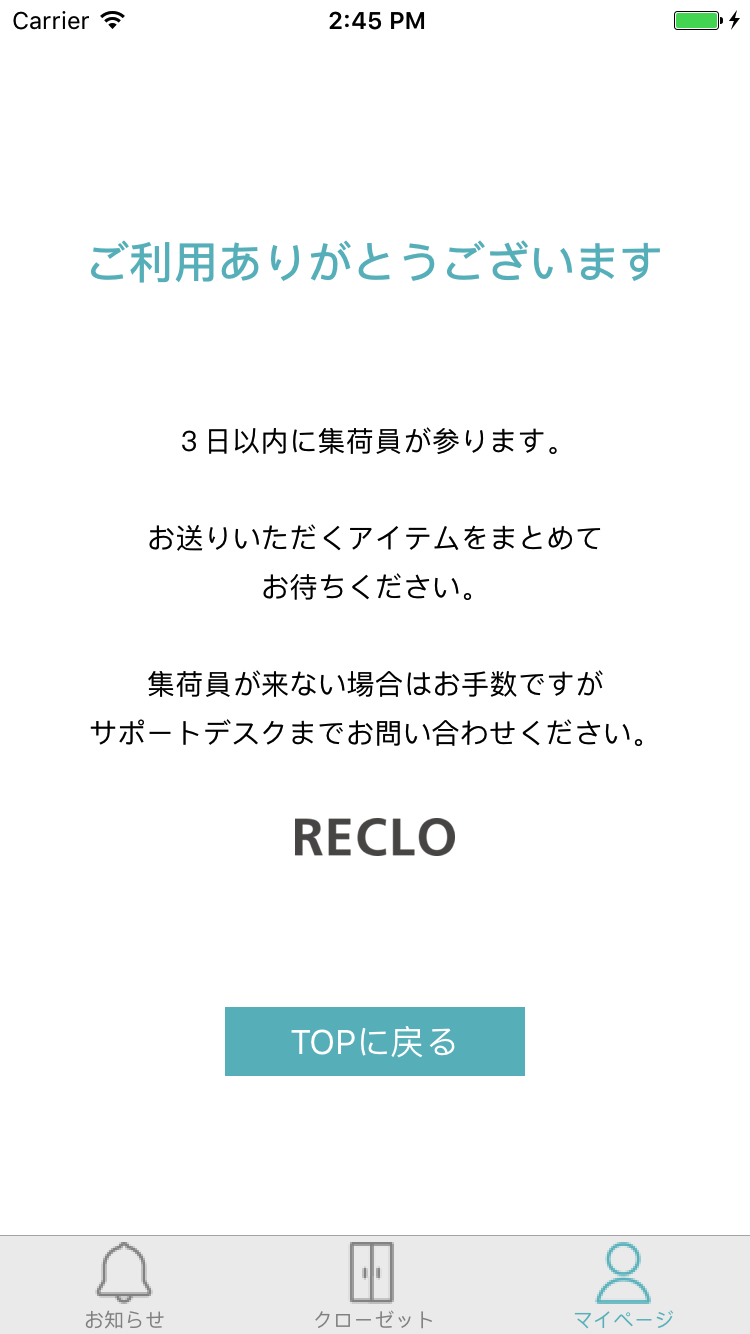 Carrier 2:45 PM
ご利用ありがとうございます
３日以内に集荷員が参ります。
お送りいただくアイテムをまとめて
お待ちください。
集荷員が来ない場合はお手数ですが
サポートデスクまでお問い合わせください。
RECLO
TOPに戻る
お知らせ クローゼット マイページ